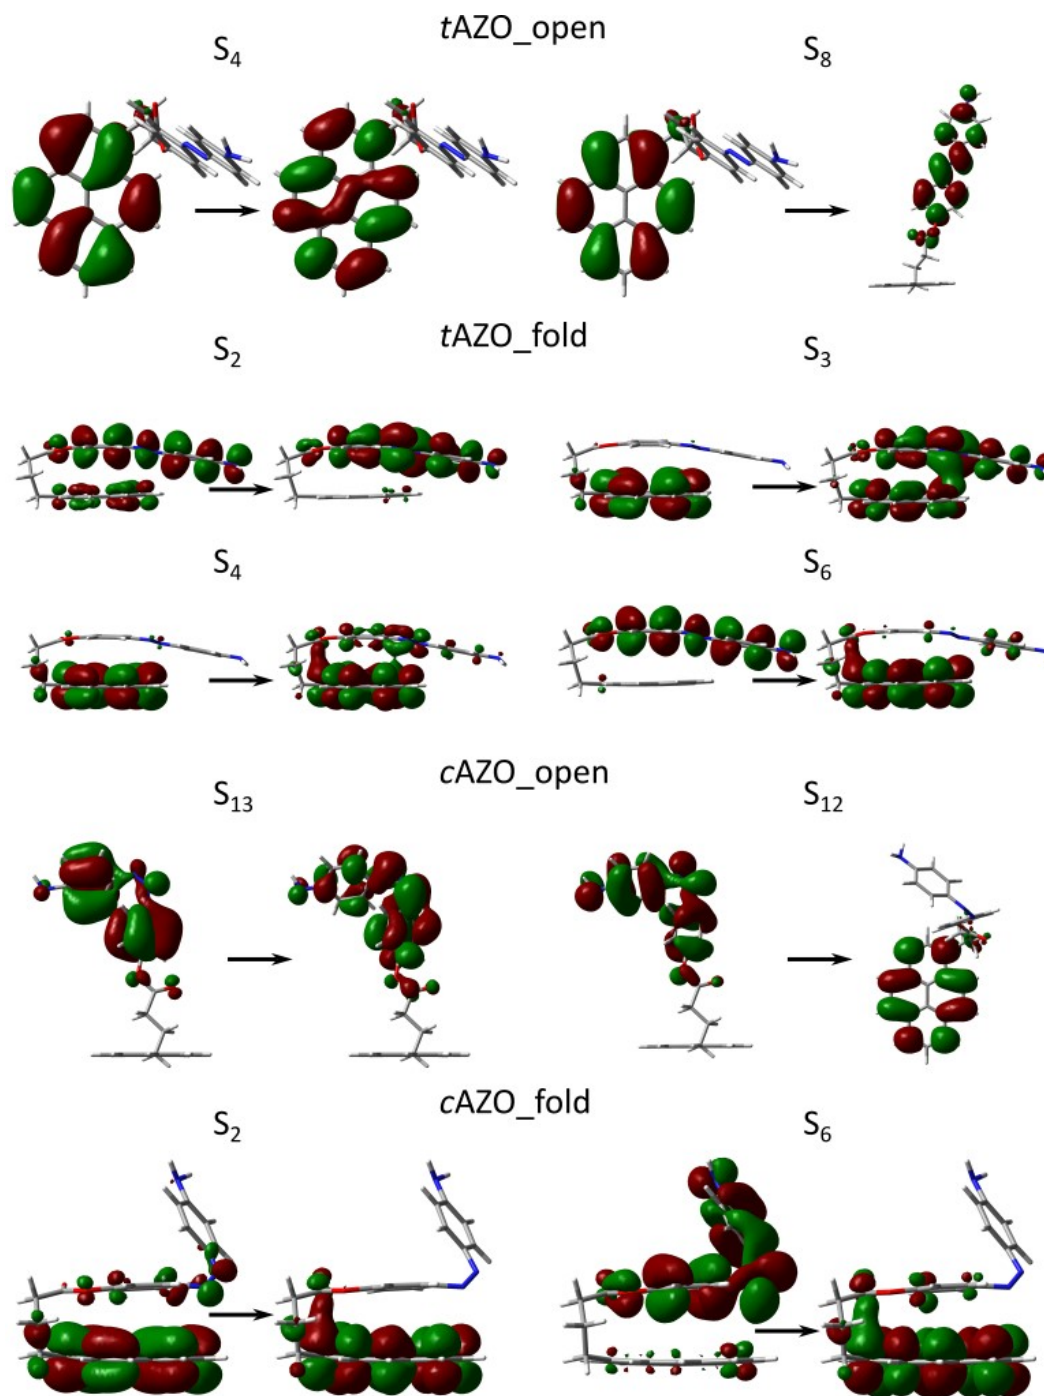 tAZO_open
S₄ S₈
tAZO_fold
S₂ S₃
S₄ S₆
cAZO_open
S₁₃ S₁₂
cAZO_fold
S₂ S₆